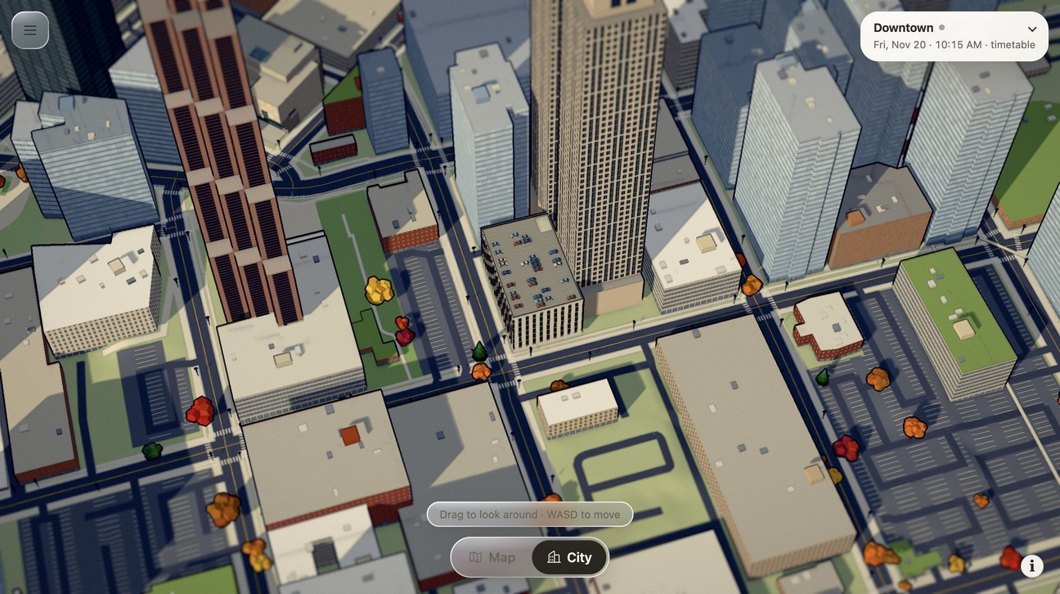 Downtown
Fri, Nov 20 · 10:15 AM · timetable
Drag to look around · WASD to move
Map
City
i